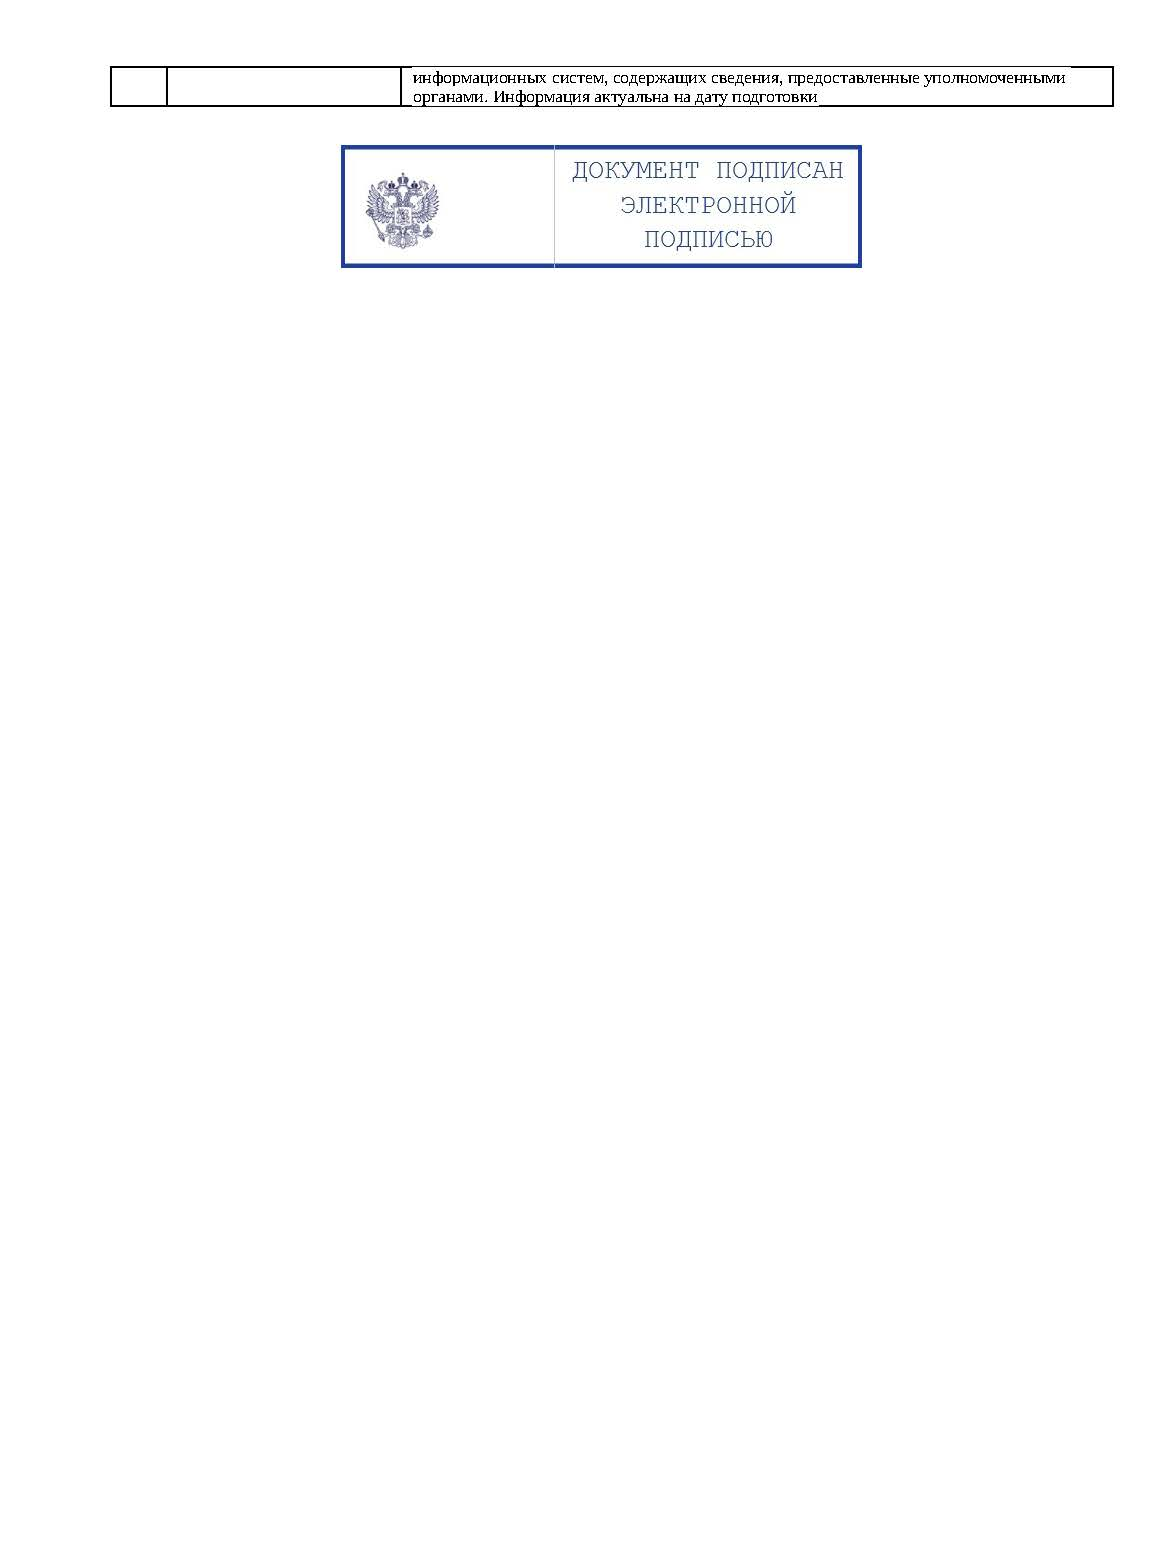 информационных систем, содержащих сведения, предоставленные уполномоченными
органами. Информация актуальна на дату подготовки
ДОКУМЕНТ ПОДПИСАН
ЭЛЕКТРОННОЙ
ПОДПИСЬЮ